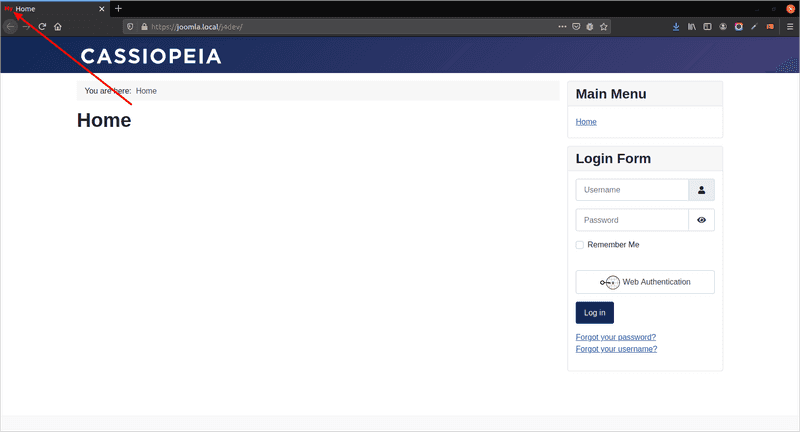 Home
https://joomla.local/j4dev/
CASSIOPEIA
You are here: Home
Home
Main Menu
Home
Login Form
Username
Password
Remember Me
Web Authentication
Log in
Forgot your password?
Forgot your username?